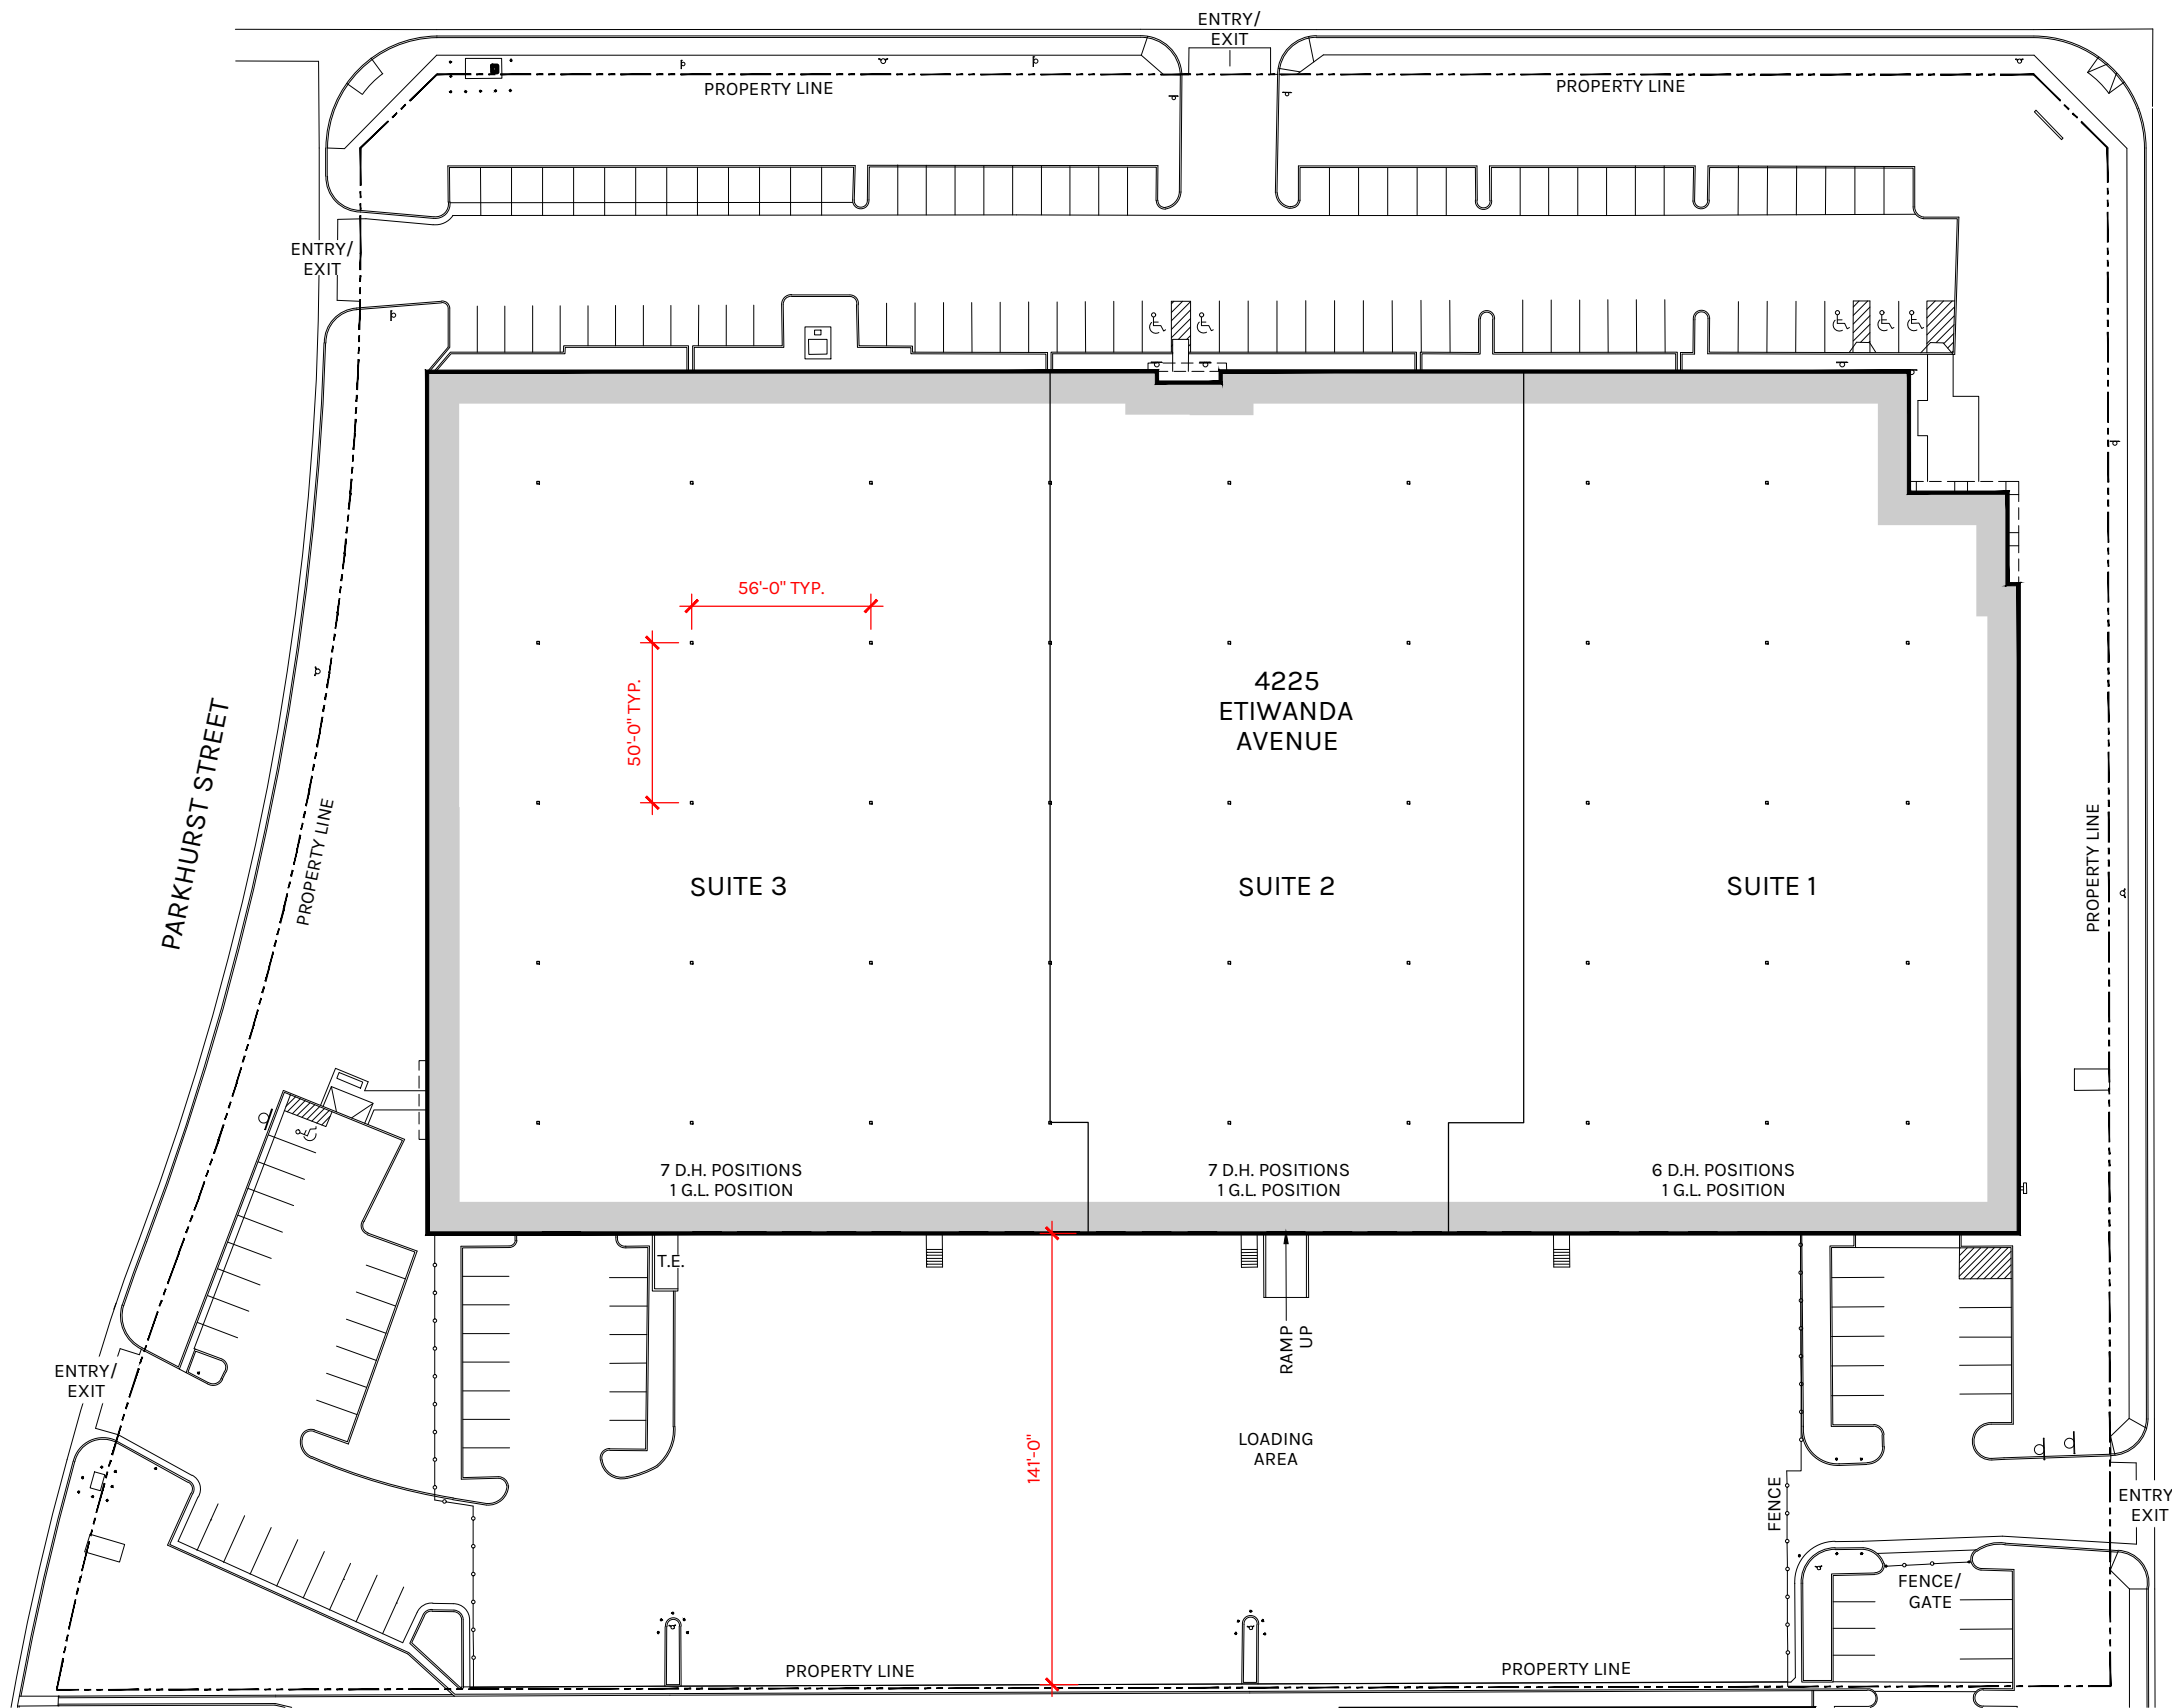 ENTRY/
EXIT
PROPERTY LINE
PROPERTY LINE
ENTRY/
EXIT
56'-0" TYP.
50'-0" TYP.
4225
ETIWANDA
AVENUE
PARKHURST STREET
PROPERTY LINE
PROPERTY LINE
SUITE 3
SUITE 2
SUITE 1
7 D.H. POSITIONS
1 G.L. POSITION
7 D.H. POSITIONS
1 G.L. POSITION
6 D.H. POSITIONS
1 G.L. POSITION
T.E.
RAMP
UP
ENTRY/
EXIT
141'-0"
LOADING
AREA
FENCE
ENTRY
EXIT
FENCE/
GATE
PROPERTY LINE
PROPERTY LINE